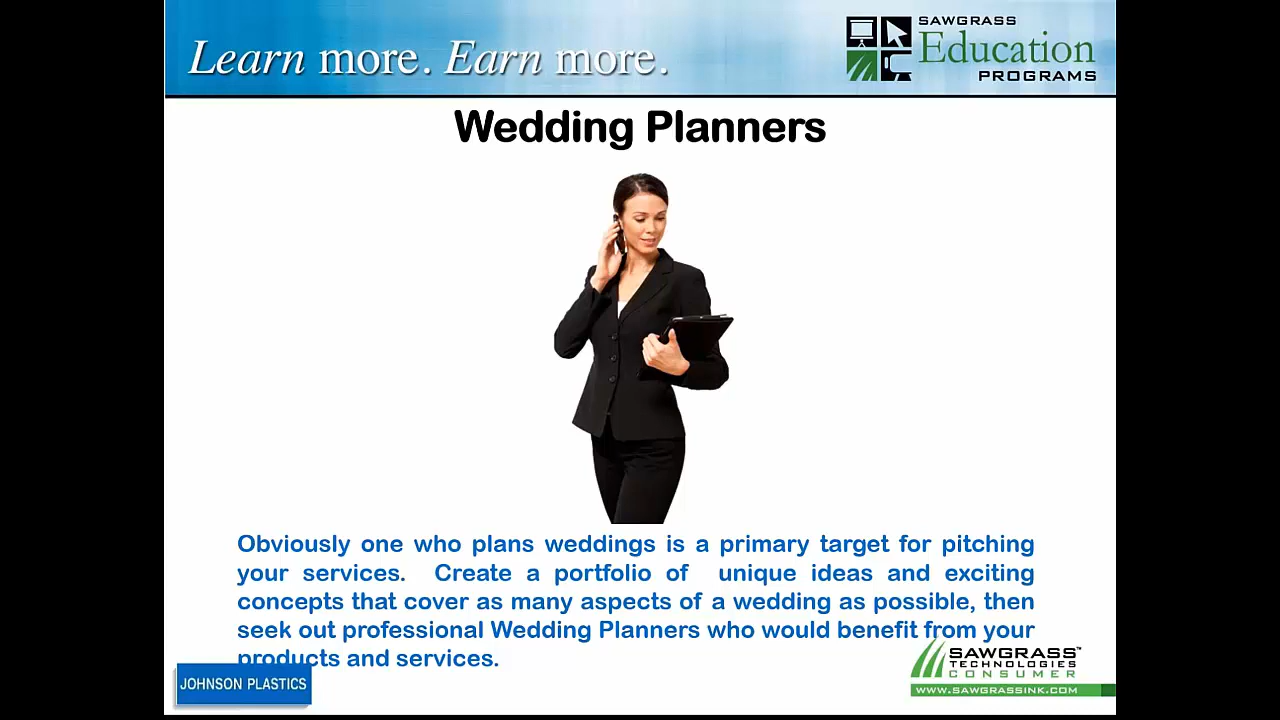 Learn more. Earn more.
SAWGRASS
Education
PROGRAMS
Wedding Planners
Obviously one who plans weddings is a primary target for pitching
your services. Create a portfolio of unique ideas and exciting
concepts that cover as many aspects of a wedding as possible, then
seek out professional Wedding Planners who would benefit from your
products and services.
JOHNSON PLASTICS
SAWGRASS™
TECHNOLOGIES
CONSUMER
WWW.SAWGRASSINK.COM